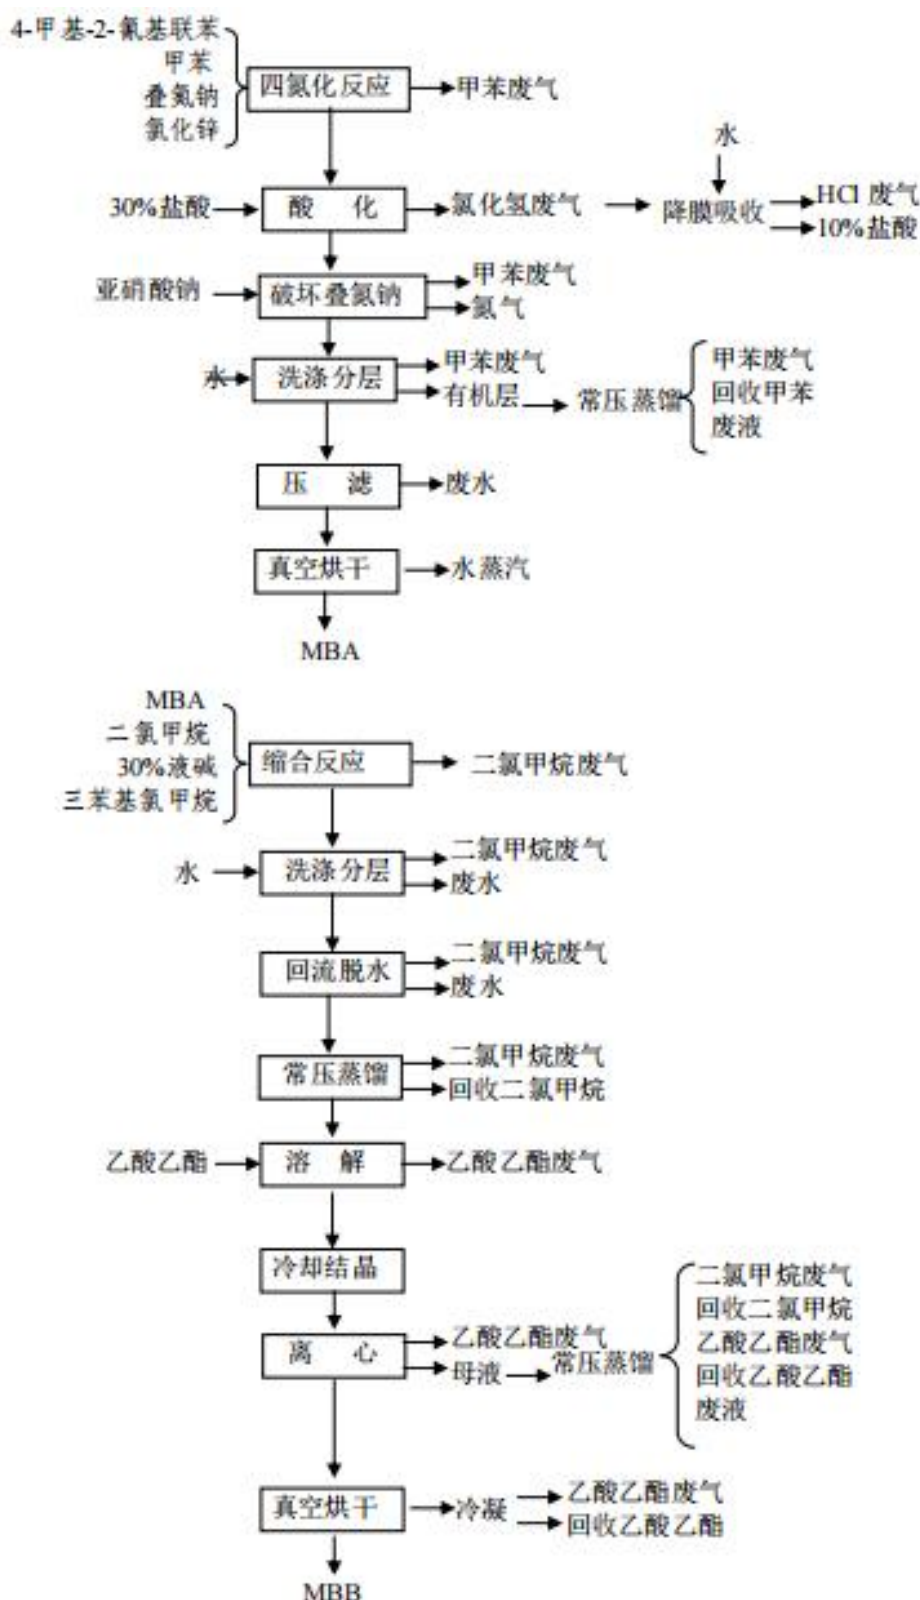 4-甲基-2-氰基联苯
甲苯
叠氮钠
氯化锌
四氮化反应
甲苯废气
水
30%盐酸
酸 化
氯化氢废气
降膜吸收
HCl 废气
10%盐酸
亚硝酸钠
破坏叠氮钠
甲苯废气
氮气
水
洗涤分层
甲苯废气
有机层
常压蒸馏
甲苯废气
回收甲苯
废液
压 滤
废水
真空烘干
水蒸汽
MBA
MBA
二氯甲烷
30%液碱
三苯基氯甲烷
缩合反应
二氯甲烷废气
水
洗涤分层
二氯甲烷废气
废水
回流脱水
二氯甲烷废气
废水
常压蒸馏
二氯甲烷废气
回收二氯甲烷
乙酸乙酯
溶 解
乙酸乙酯废气
冷却结晶
离 心
乙酸乙酯废气
母液
常压蒸馏
二氯甲烷废气
回收二氯甲烷
乙酸乙酯废气
回收乙酸乙酯
废液
真空烘干
冷凝
乙酸乙酯废气
回收乙酸乙酯
MBB